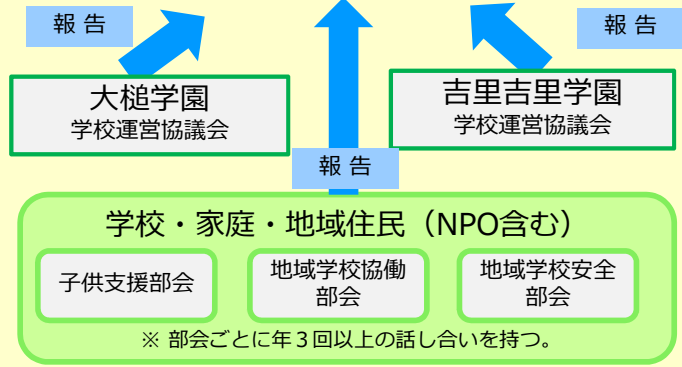 報 告
報 告
大槌学園
学校運営協議会
吉里吉里学園
学校運営協議会
報 告
学校・家庭・地域住民（NPO含む）
子供支援部会
地域学校協働
部会
地域学校安全
部会
※ 部会ごとに年３回以上の話し合いを持つ。